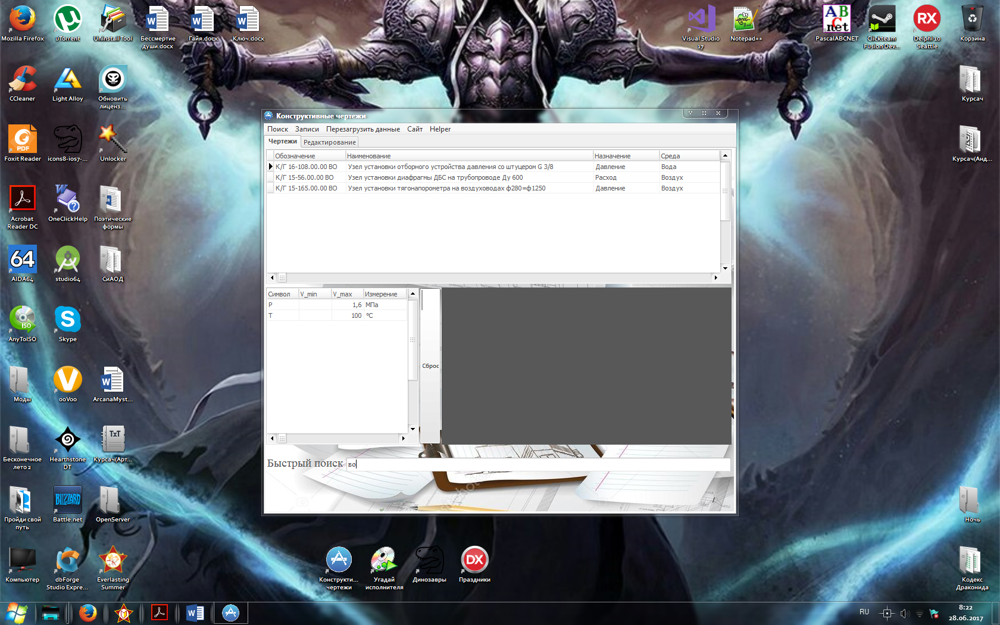 Mozilla Firefox
uTorrent
Uninstall Tool
Бессмертие
души.docx
Гайя.docx
Ключ.docx
Visual Studio
17
Notepad++
PascalABCNET
Clickteam
Fusion Dev...
Delphi 10
Seattle
Корзина
CCleaner
Light Alloy
Обновить
лиценз...
Курсач
Foxit Reader
icons8-ios7-...
Unlocker
Курсач(Анд...
Acrobat
Reader DC
OneClickHelp
Поэтические
формы
AIDA64
studio64
СиАОД
AnyToISO
Skype
Моды
ooVoo
ArcanaMyst...
Бесконечное
лето 2
Hearthstone
DT
Курсач(Арт...
Пройди свой
путь
Battle.net
OpenServer
Ночь
Компьютер
dbForge
Studio Expre...
Everlasting
Summer
Конструкти...
чертежи
Угадай
исполнителя
Динозавры
Праздники
Кодекс
Драконида
Конструктивные чертежи
Поиск Записи Перезагрузить данные Сайт Helper
Чертежи Редактирование
Обозначение Наименование Назначение Среда
К/Г 16-108.00.00 ВО Узел установки отборного устройства давления со штуцером G 3/8 Давление Вода
К/Г 15-56.00.00 ВО Узел установки диафрагмы ДБС на трубопроводе Ду 600 Расход Воздух
К/Г 15-165.00.00 ВО Узел установки тягонапорометра на воздуховодах ф280=ф1250 Давление Воздух
Символ V_min V_max Измерение
P 1,6 МПа
T 100 °C
Сброс
Быстрый поиск во
RU
8:22
28.06.2017